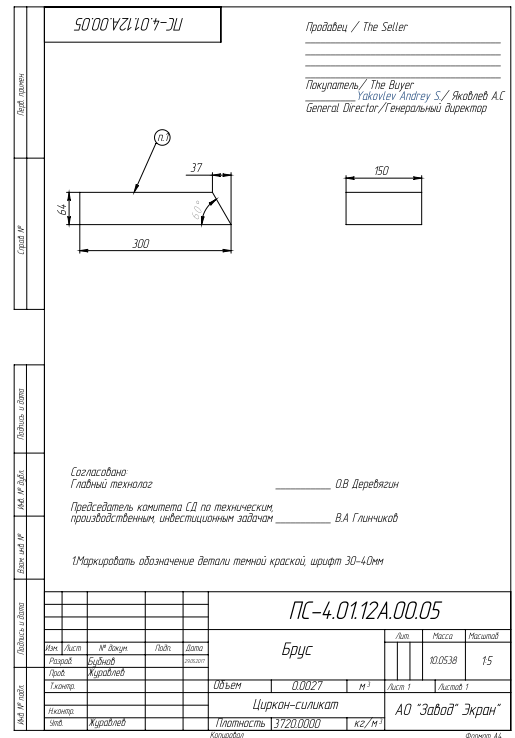 ПС-4.01.12А.00.05
Продавец / The Seller
Покупатель/ The Buyer
Yakovlev Andrey S./ Яковлев А.С
General Director/Генеральный директор
Перв. примен
Справ №
Подпись и дата
Инв. № дубл.
Взам инв №
Подпись и дата
Инв № подл.
п.1
37
64
60°
300
150
Согласовано:
Главный технолог О.В Деревягин
Председатель комитета СД по техническим,
производственным, инвестиционным задачам В.А Глинчиков
1.Маркировать обозначение детали темной краской, шрифт 30-40мм
ПС-4.01.12А.00.05
Изм. Лист № докум. Подп. Дата
Разраб. Бубнов 29.05.2017
Пров. Журавлев
Т.контр.
Н.контр.
Утв. Журавлев
Брус
Лит. Масса Масштаб
10.0538 1:5
Объем 0.0027 м³
Лист 1 Листов 1
Циркон-силикат
Плотность 3720.0000 кг/м³
АО "Завод" Экран"
Копировал Формат А4